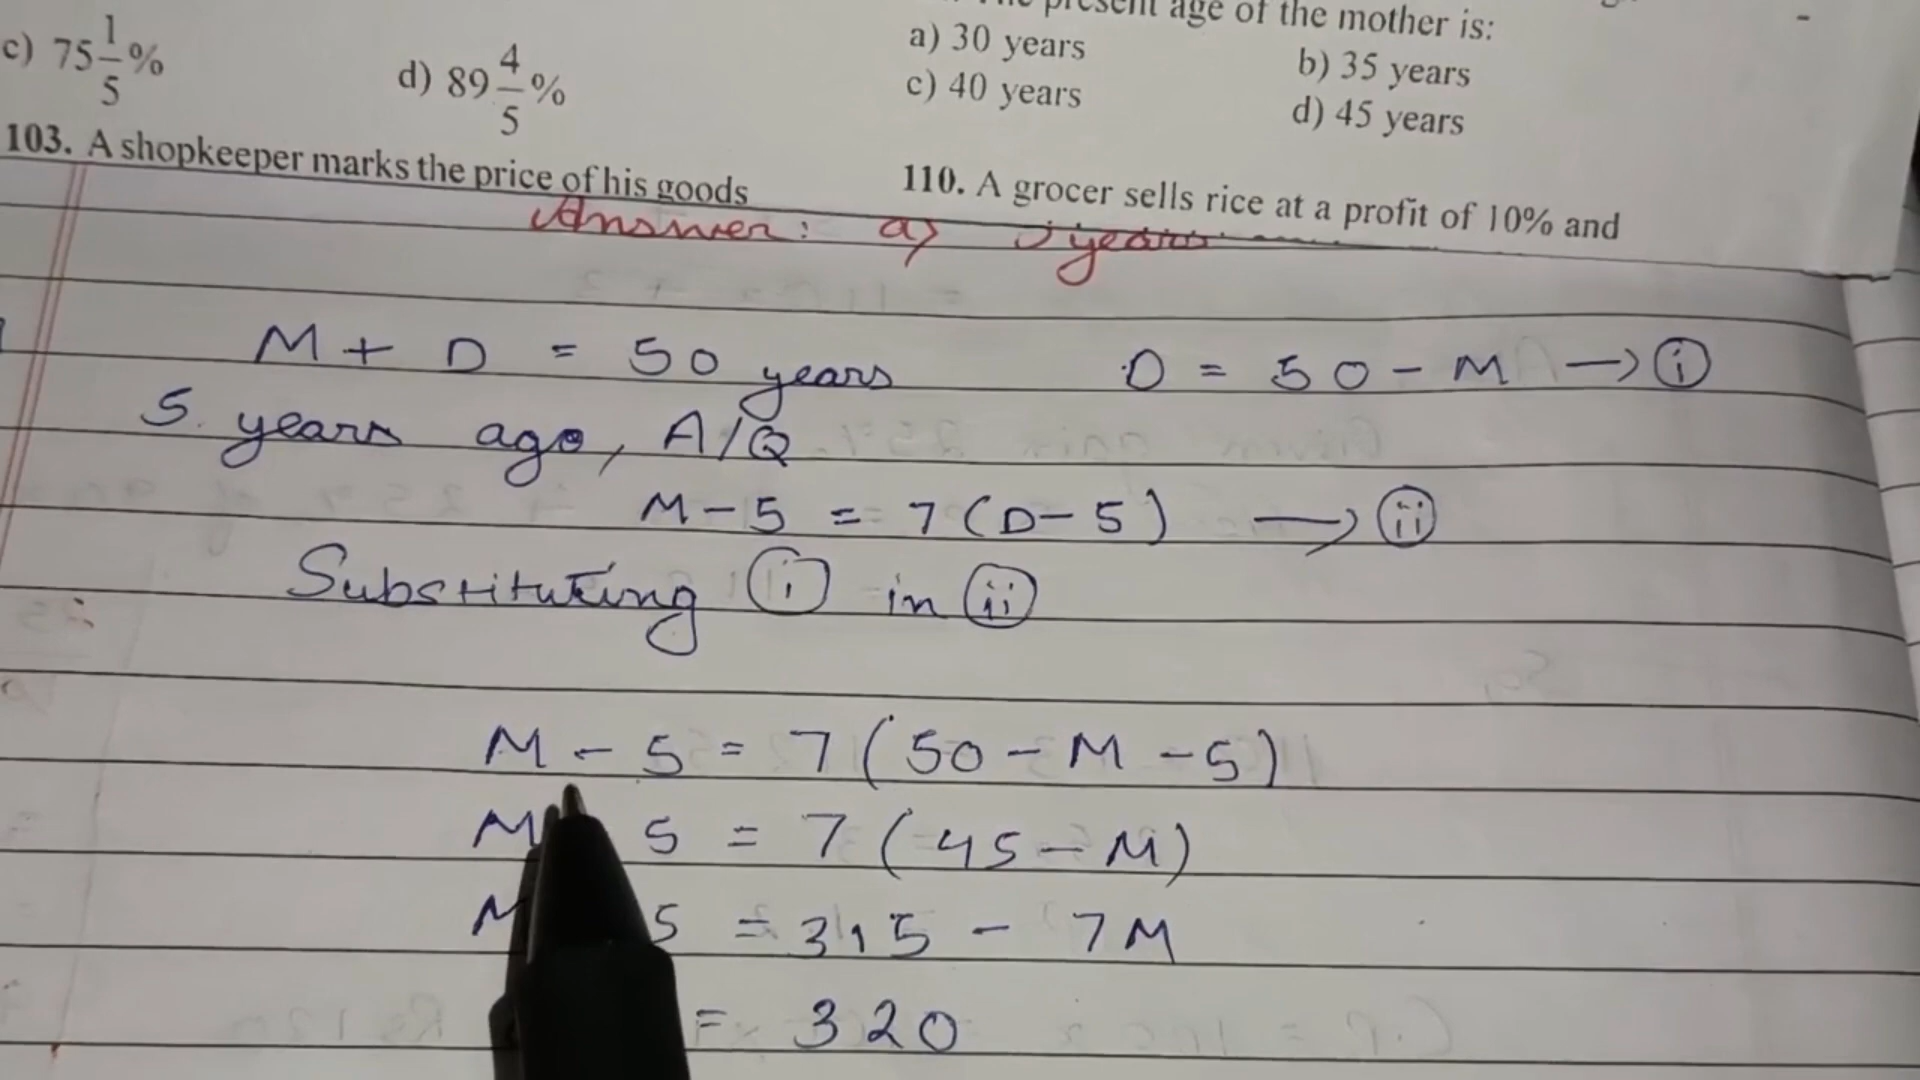 c) 75 1/5 %
d) 89 4/5 %
103. A shopkeeper marks the price of his goods
present age of the mother is:
a) 30 years
b) 35 years
c) 40 years
d) 45 years
110. A grocer sells rice at a profit of 10% and
Answer: a) years
M + D = 50 years D = 50 - M → (i)
5 years ago, A/Q
M - 5 = 7 (D - 5) → (ii)
Substituting (i) in (ii)
M - 5 = 7 (50 - M - 5)
M 5 = 7 (45 - M)
M 5 = 315 - 7M
= 320